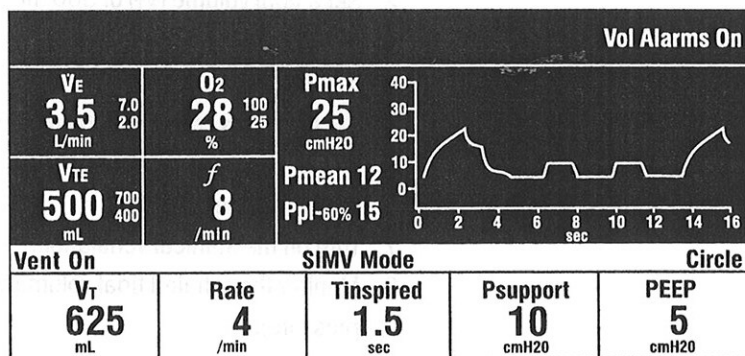 Vol Alarms On
V̇E
3.5
7.0
2.0
L/min
O2
28
100
25
%
Pmax
25
cmH2O
VTE
500
700
400
mL
f
8
/min
Pmean 12
Ppl-60% 15
40
30
20
10
0
0 2 4 6 8 10 12 14 16
sec
Vent On SIMV Mode Circle
VT
625
mL
Rate
4
/min
Tinspired
1.5
sec
Psupport
10
cmH20
PEEP
5
cmH20